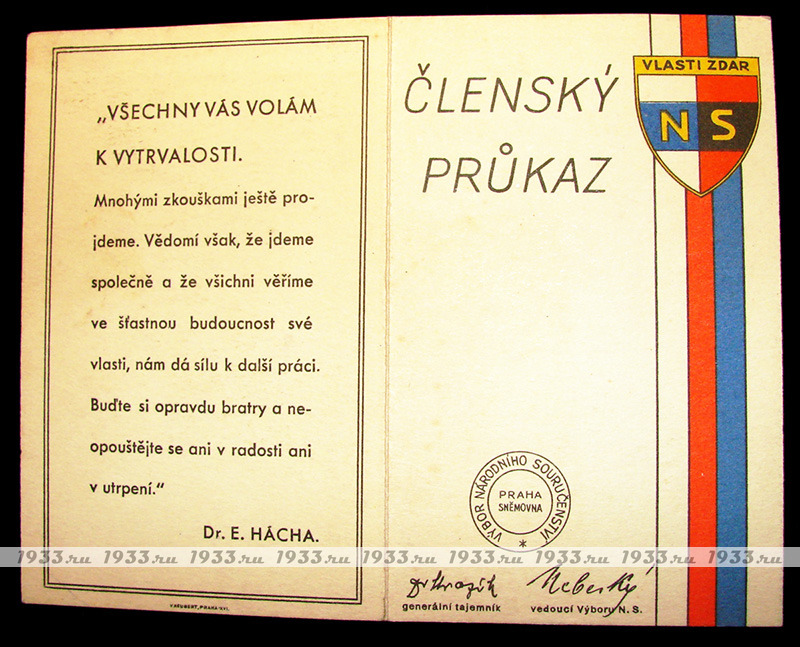 „VŠECHNY VÁS VOLÁM
K VYTRVALOSTI.
Mnohými zkouškami ještě pro-
jdeme. Vědomí však, že jdeme
společně a že všichni věříme
ve šťastnou budoucnost své
vlasti, nám dá sílu k další práci.
Buďte si opravdu bratry a ne-
opouštějte se ani v radosti ani
v utrpení.“
Dr. E. HÁCHA.
V. NEUBERT, PRAHA XVI.
ČLENSKÝ
PRŮKAZ
VLASTI ZDAR
NS
VÝBOR NÁRODNÍHO SOURUČENSTVÍ
PRAHA
SNĚMOVNA
generální tajemník
vedoucí Výboru N. S.
1933.ru 1933.ru 1933.ru 1933.ru 1933.ru 1933.ru 1933.ru 1933.ru 1933.ru